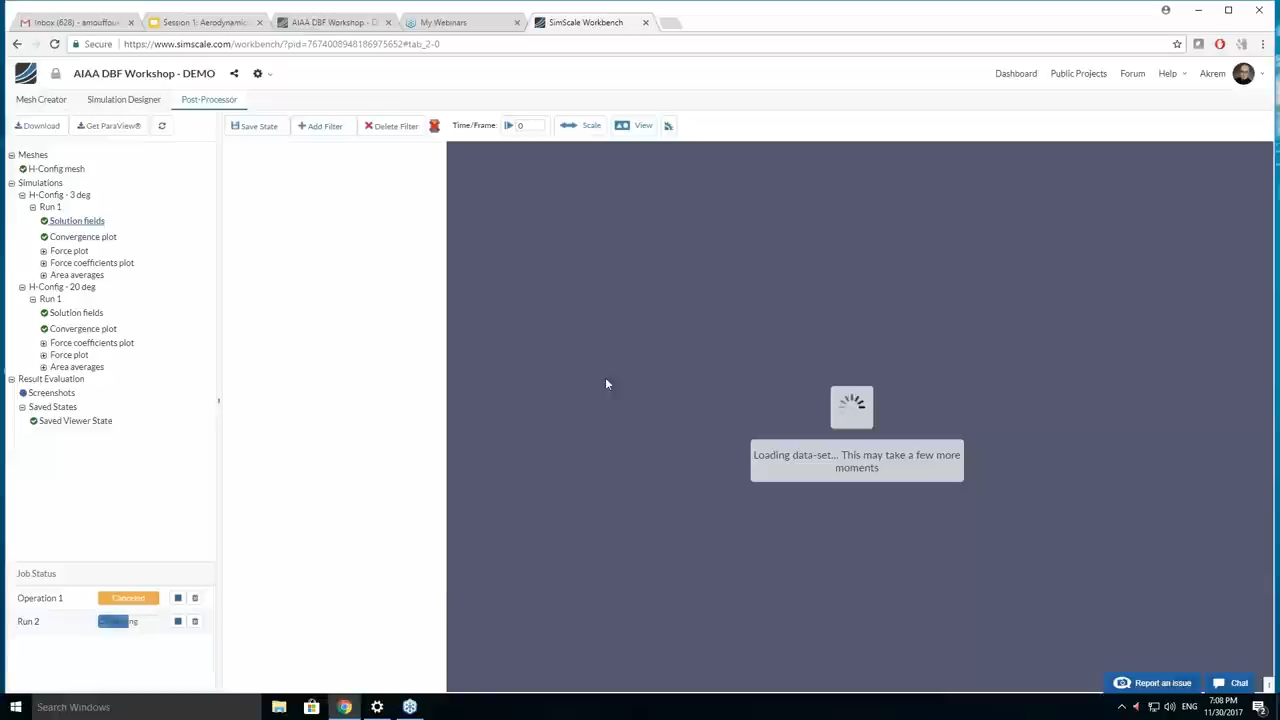 Inbox (628) - amouffou
Session 1: Aerodynamic
AIAA DBF Workshop - D
My Webinars
SimScale Workbench
Secure
https://www.simscale.com/workbench/?pid=7674008948186975652#tab_2-0
AIAA DBF Workshop - DEMO
Dashboard
Public Projects
Forum
Help
Akrem
Mesh Creator
Simulation Designer
Post-Processor
Download
Get ParaView®
Save State
Add Filter
Delete Filter
Time/Frame:
0
Scale
View
Meshes
H-Config mesh
Simulations
H-Config - 3 deg
Run 1
Solution fields
Convergence plot
Force plot
Force coefficients plot
Area averages
H-Config - 20 deg
Run 1
Solution fields
Convergence plot
Force coefficients plot
Force plot
Area averages
Result Evaluation
Screenshots
Saved States
Saved Viewer State
Loading data-set... This may take a few more
moments
Job Status
Operation 1
Canceled
Run 2
Report an issue
Chat
Search Windows
ENG
7:08 PM
11/30/2017
2